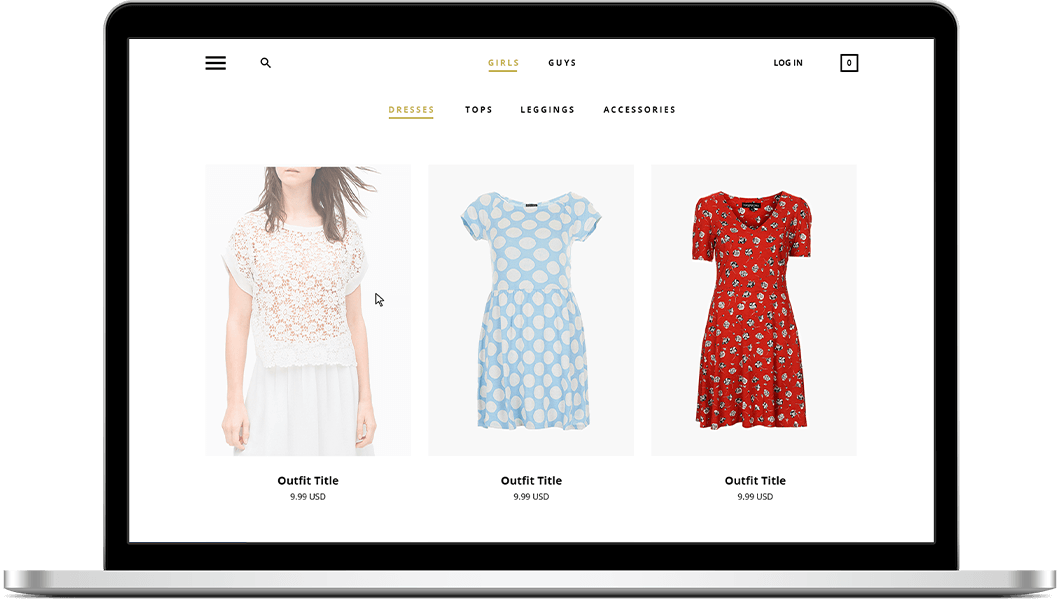 GIRLS GUYS LOG IN 0
DRESSES TOPS LEGGINGS ACCESSORIES
Outfit Title Outfit Title Outfit Title
9.99 USD 9.99 USD 9.99 USD